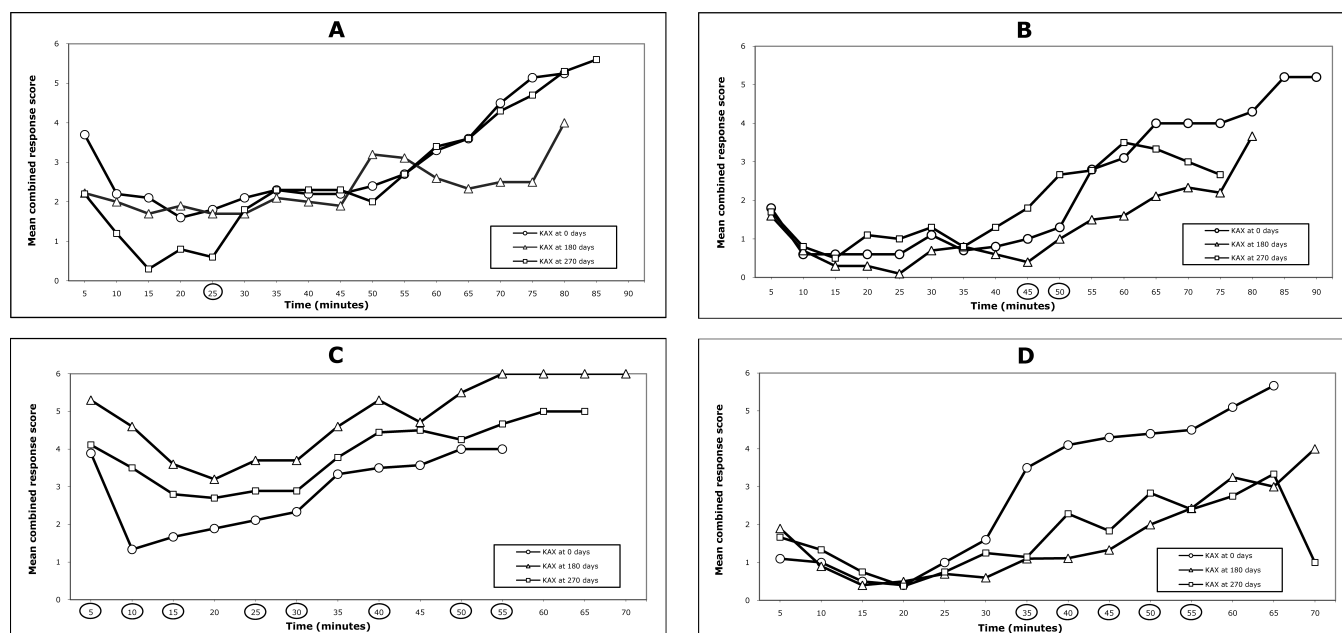 A
Mean combined response score
6
5
4
3
2
1
0
KAX at 0 days
KAX at 180 days
KAX at 270 days
5 10 15 20 25 30 35 40 45 50 55 60 65 70 75 80 85 90
Time (minutes)
B
Mean combined response score
6
5
4
3
2
1
0
KAX at 0 days
KAX at 180 days
KAX at 270 days
5 10 15 20 25 30 35 40 45 50 55 60 65 70 75 80 85 90
Time (minutes)
C
Mean combined response score
6
5
4
3
2
1
0
KAX at 0 days
KAX at 180 days
KAX at 270 days
5 10 15 20 25 30 35 40 45 50 55 60 65 70
Time (minutes)
D
Mean combined response score
6
5
4
3
2
1
0
KAX at 0 days
KAX at 180 days
KAX at 270 days
5 10 15 20 25 30 35 40 45 50 55 60 65 70
Time (minutes)